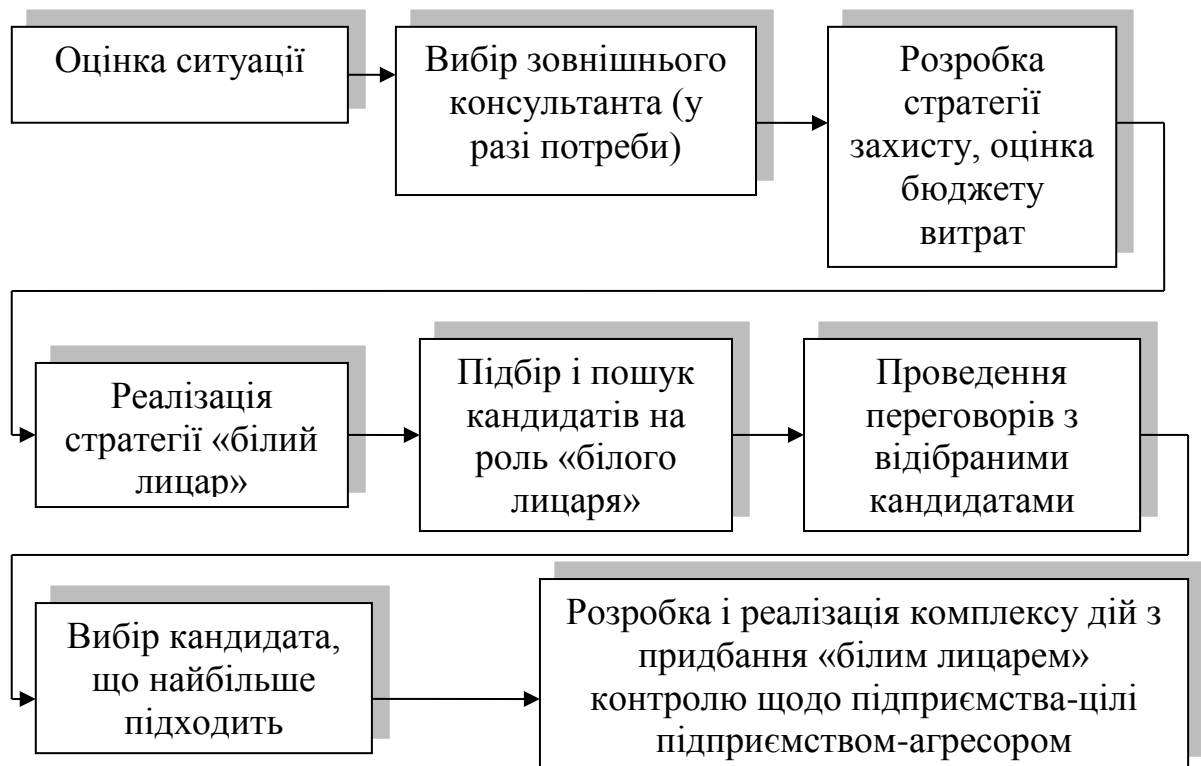 Оцінка ситуації
Вибір зовнішнього
консультанта (у
разі потреби)
Розробка
стратегії
захисту, оцінка
бюджету
витрат
Реалізація
стратегії «білий
лицар»
Підбір і пошук
кандидатів на
роль «білого
лицаря»
Проведення
переговорів з
відібраними
кандидатами
Вибір кандидата,
що найбільше
підходить
Розробка і реалізація комплексу дій з
придбання «білим лицарем»
контролю щодо підприємства-цілі
підприємством-агресором